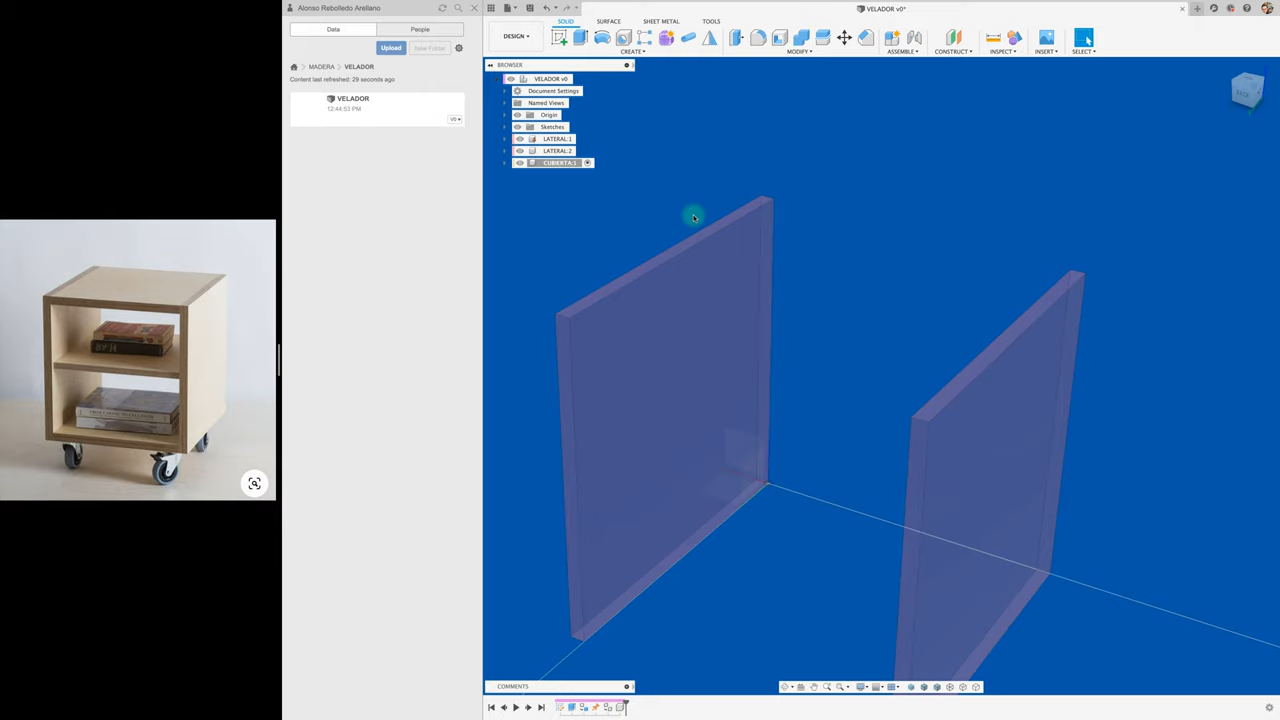 Alonso Rebolledo Arellano
Data
People
Upload
New Folder
MADERA
VELADOR
Content last refreshed: 29 seconds ago
VELADOR
12:44:53 PM
V0
VELADOR v0*
SOLID
SURFACE
SHEET METAL
TOOLS
DESIGN
CREATE
MODIFY
ASSEMBLE
CONSTRUCT
INSPECT
INSERT
SELECT
BROWSER
VELADOR v0
Document Settings
Named Views
Origin
Sketches
LATERAL:1
LATERAL:2
CUBIERTA:1
BACK
COMMENTS